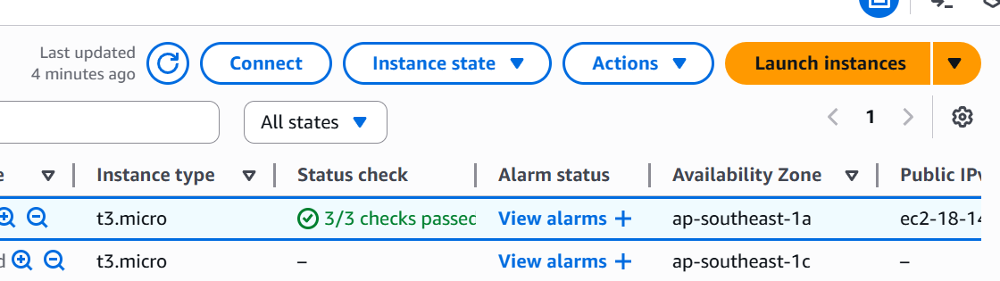 Last updated
4 minutes ago
Connect
Instance state
Actions
Launch instances
All states
1
Instance type
Status check
Alarm status
Availability Zone
Public IPv
t3.micro
3/3 checks passed
View alarms +
ap-southeast-1a
ec2-18-14
t3.micro
–
View alarms +
ap-southeast-1c
–